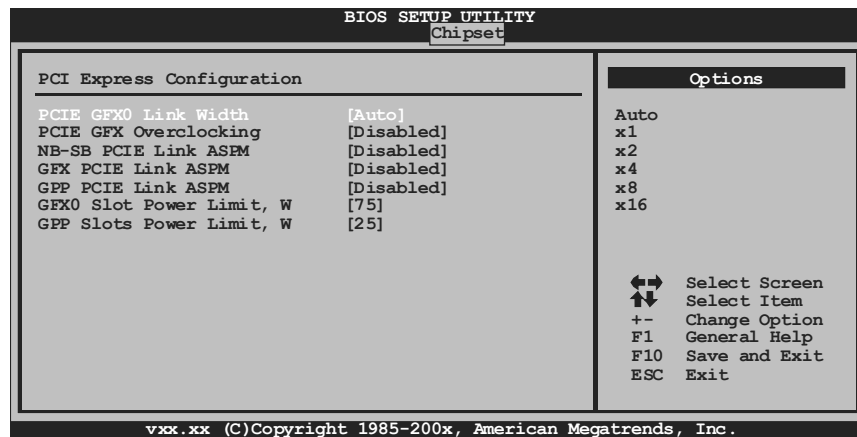 BIOS SETUP UTILITY
Chipset
PCI Express Configuration
PCIE GFX0 Link Width [Auto]
PCIE GFX Overclocking [Disabled]
NB-SB PCIE Link ASPM [Disabled]
GFX PCIE Link ASPM [Disabled]
GPP PCIE Link ASPM [Disabled]
GFX0 Slot Power Limit, W [75]
GPP Slots Power Limit, W [25]
Options
Auto
x1
x2
x4
x8
x16
Select Screen
Select Item
+- Change Option
F1 General Help
F10 Save and Exit
ESC Exit
vxx.xx (C)Copyright 1985-200x, American Megatrends, Inc.